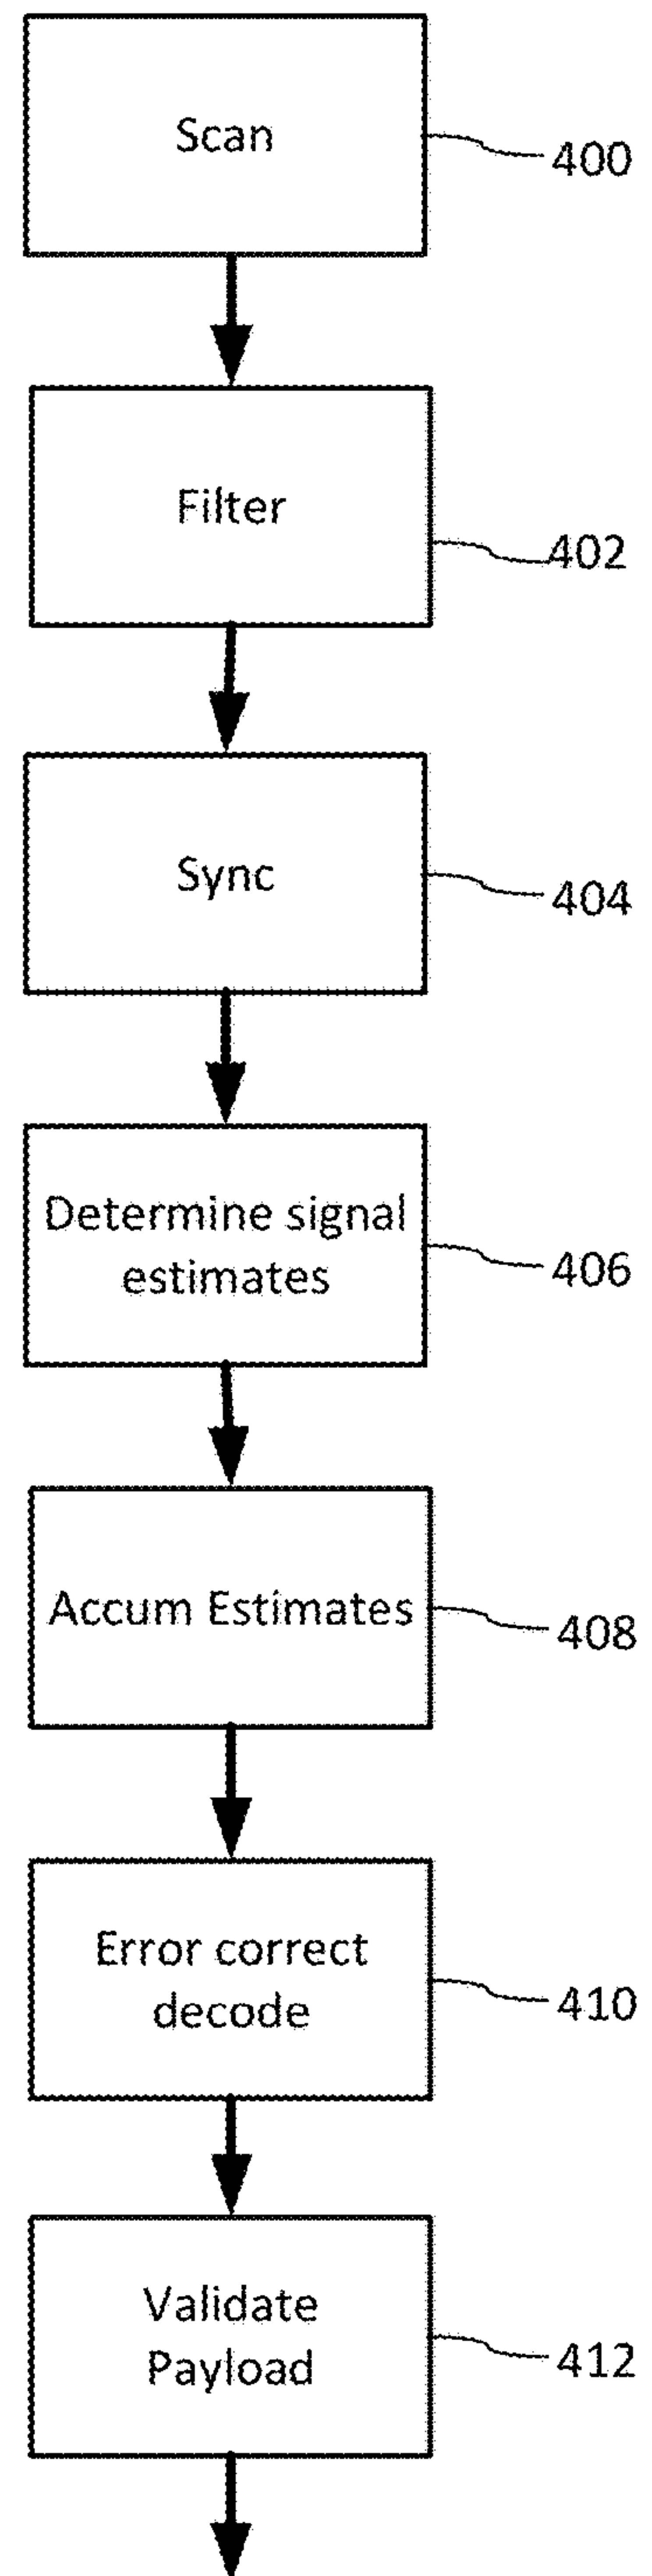 Scan
400
Filter
402
Sync
404
Determine signal
estimates
406
Accum Estimates
408
Error correct
decode
410
Validate
Payload
412